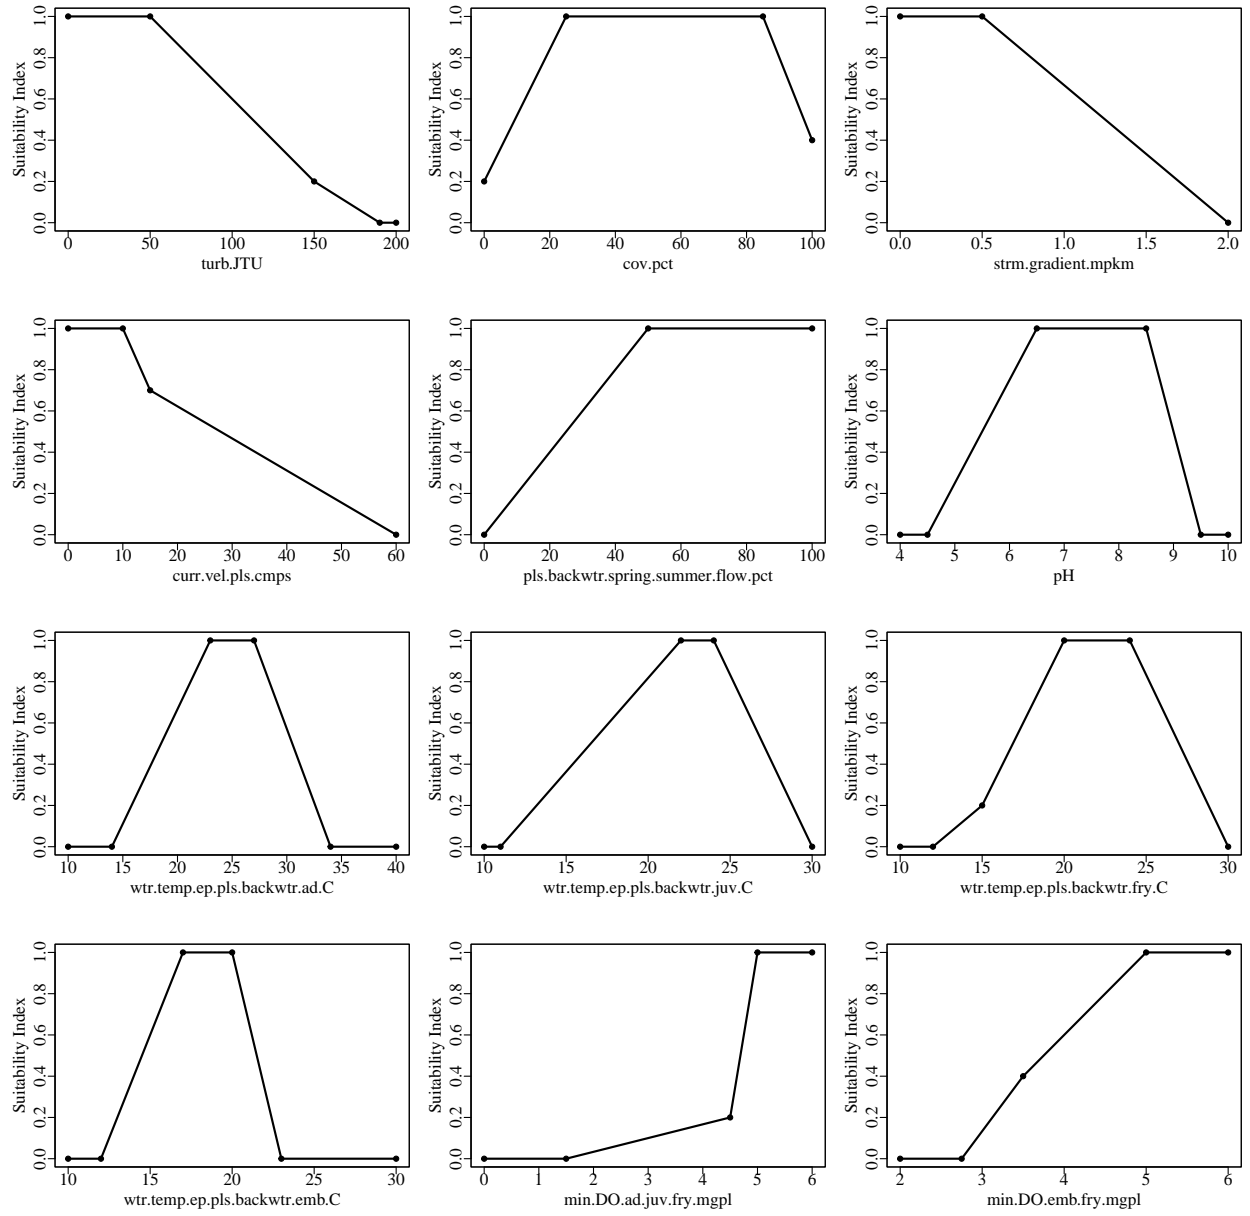 Suitability Index
0.0 0.2 0.4 0.6 0.8 1.0
0 50 100 150 200
turb.JTU
Suitability Index
0.0 0.2 0.4 0.6 0.8 1.0
0 20 40 60 80 100
cov.pct
Suitability Index
0.0 0.2 0.4 0.6 0.8 1.0
0.0 0.5 1.0 1.5 2.0
strm.gradient.mpkm
Suitability Index
0.0 0.2 0.4 0.6 0.8 1.0
0 10 20 30 40 50 60
curr.vel.pls.cmps
Suitability Index
0.0 0.2 0.4 0.6 0.8 1.0
0 20 40 60 80 100
pls.backwtr.spring.summer.flow.pct
Suitability Index
0.0 0.2 0.4 0.6 0.8 1.0
4 5 6 7 8 9 10
pH
Suitability Index
0.0 0.2 0.4 0.6 0.8 1.0
10 15 20 25 30 35 40
wtr.temp.ep.pls.backwtr.ad.C
Suitability Index
0.0 0.2 0.4 0.6 0.8 1.0
10 15 20 25 30
wtr.temp.ep.pls.backwtr.juv.C
Suitability Index
0.0 0.2 0.4 0.6 0.8 1.0
10 15 20 25 30
wtr.temp.ep.pls.backwtr.fry.C
Suitability Index
0.0 0.2 0.4 0.6 0.8 1.0
10 15 20 25 30
wtr.temp.ep.pls.backwtr.emb.C
Suitability Index
0.0 0.2 0.4 0.6 0.8 1.0
0 1 2 3 4 5 6
min.DO.ad.juv.fry.mgpl
Suitability Index
0.0 0.2 0.4 0.6 0.8 1.0
2 3 4 5 6
min.DO.emb.fry.mgpl